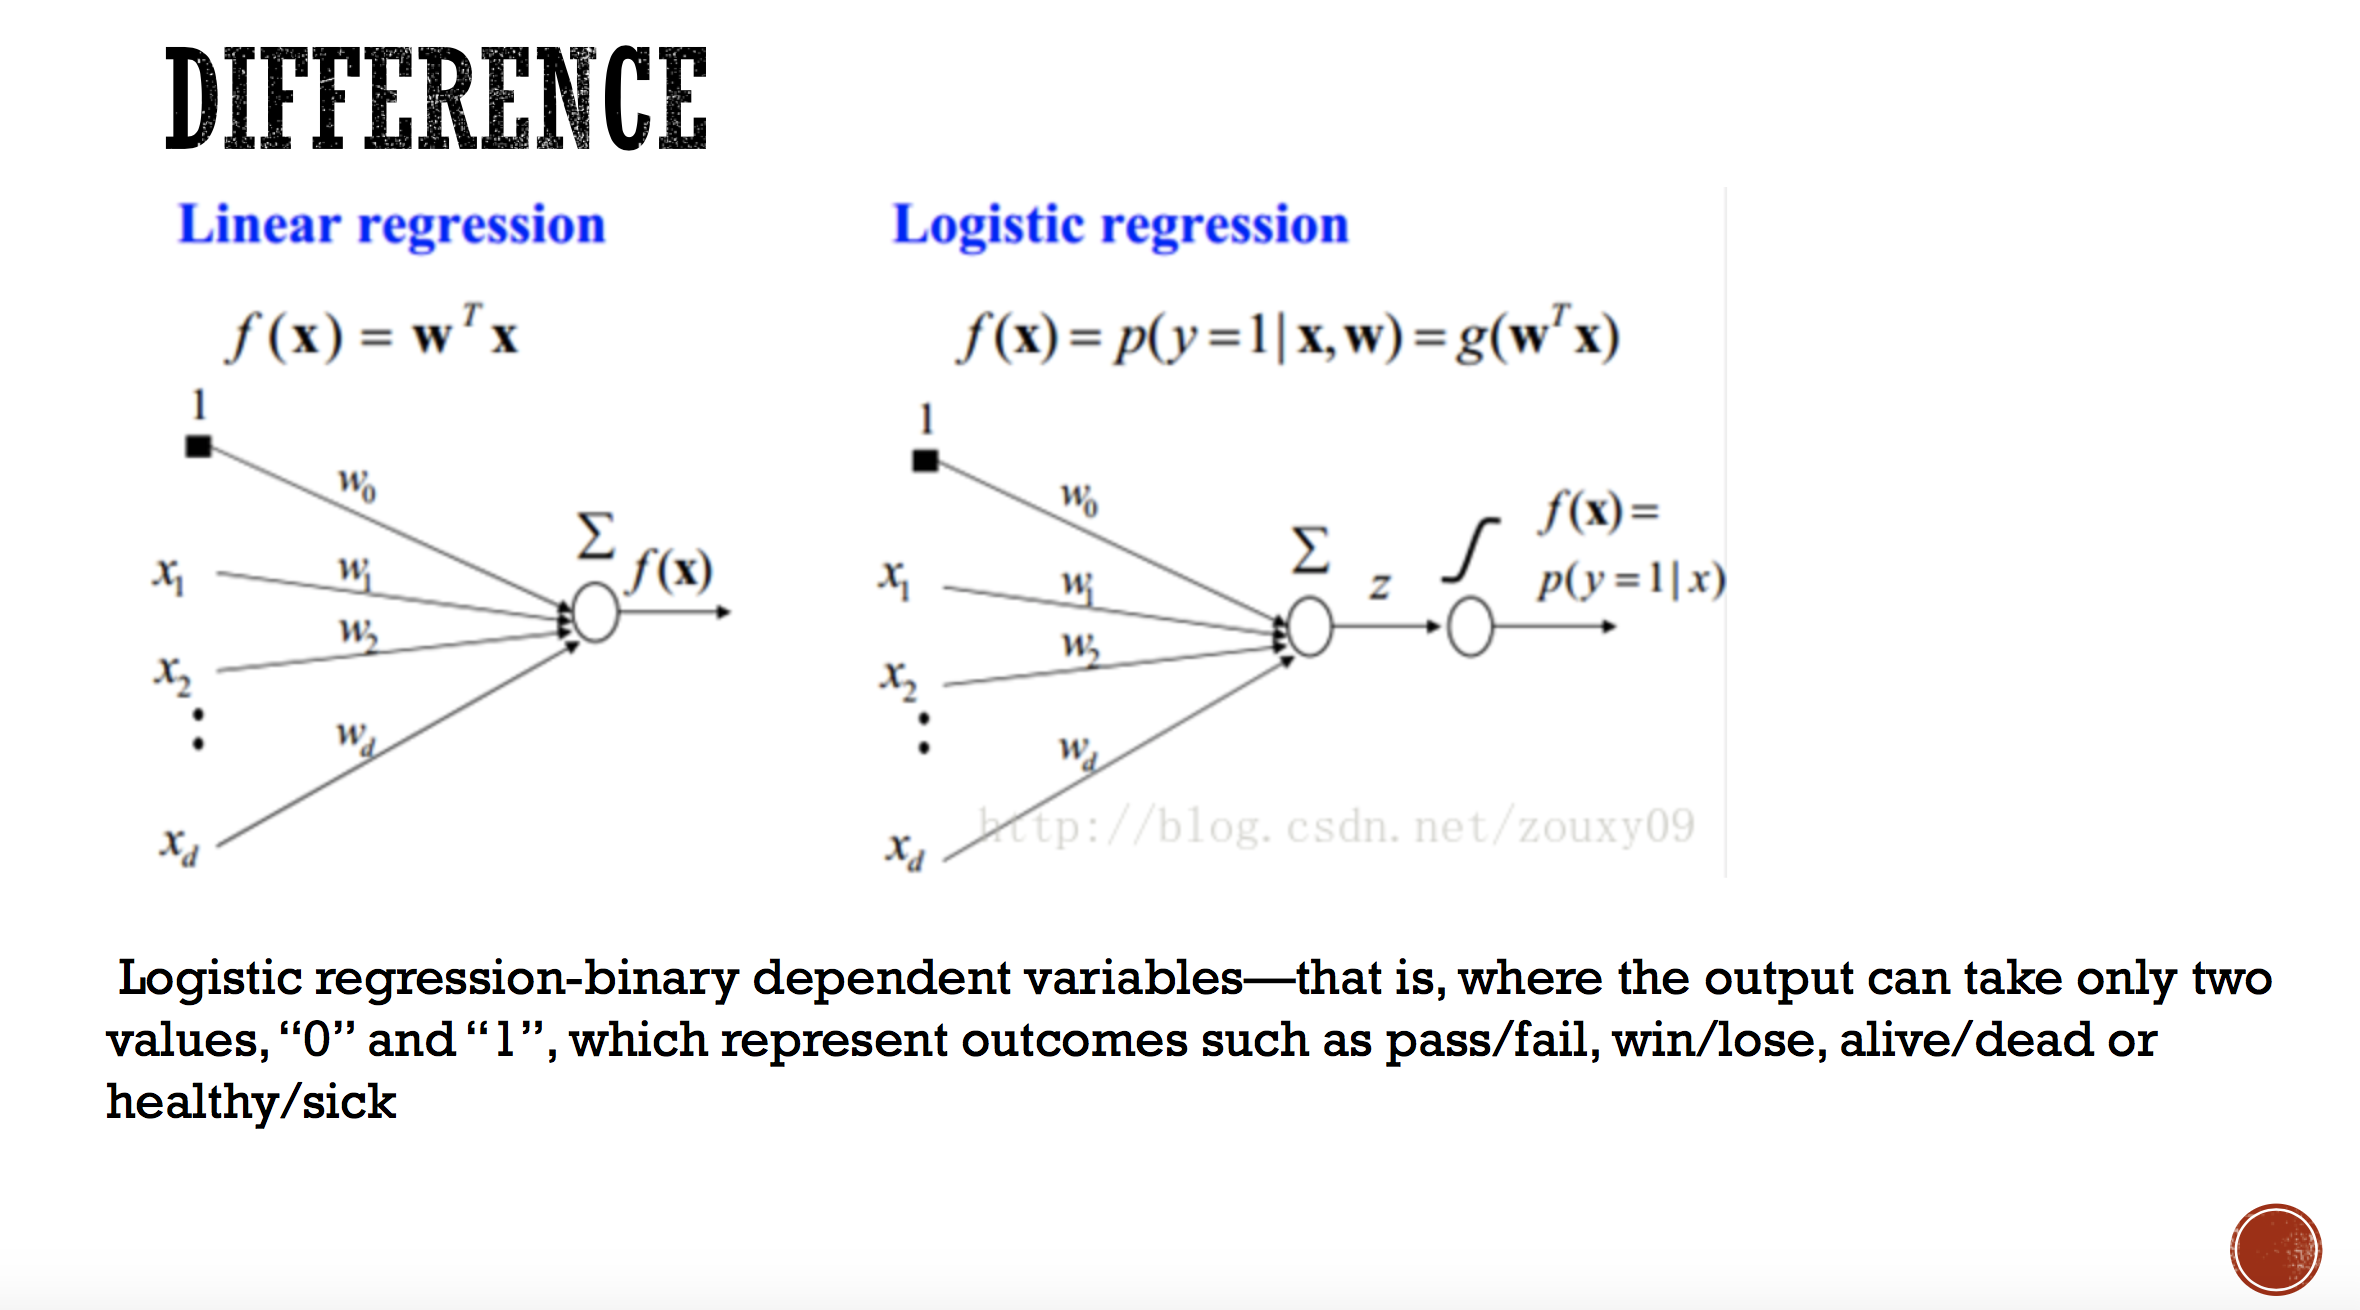 DIFFERENCE
Linear regression
f(x) = wᵀx
1
w₀
x₁
w₁
Σ
f(x)
w₂
x₂
w_d
x_d
Logistic regression
f(x) = p(y=1|x,w) = g(wᵀx)
1
w₀
x₁
w₁
Σ
z
∫
f(x)=
p(y=1|x)
w₂
x₂
w_d
x_d
http://blog.csdn.net/zouxy09
Logistic regression-binary dependent variables—that is, where the output can take only two
values, “0” and “1”, which represent outcomes such as pass/fail, win/lose, alive/dead or
healthy/sick